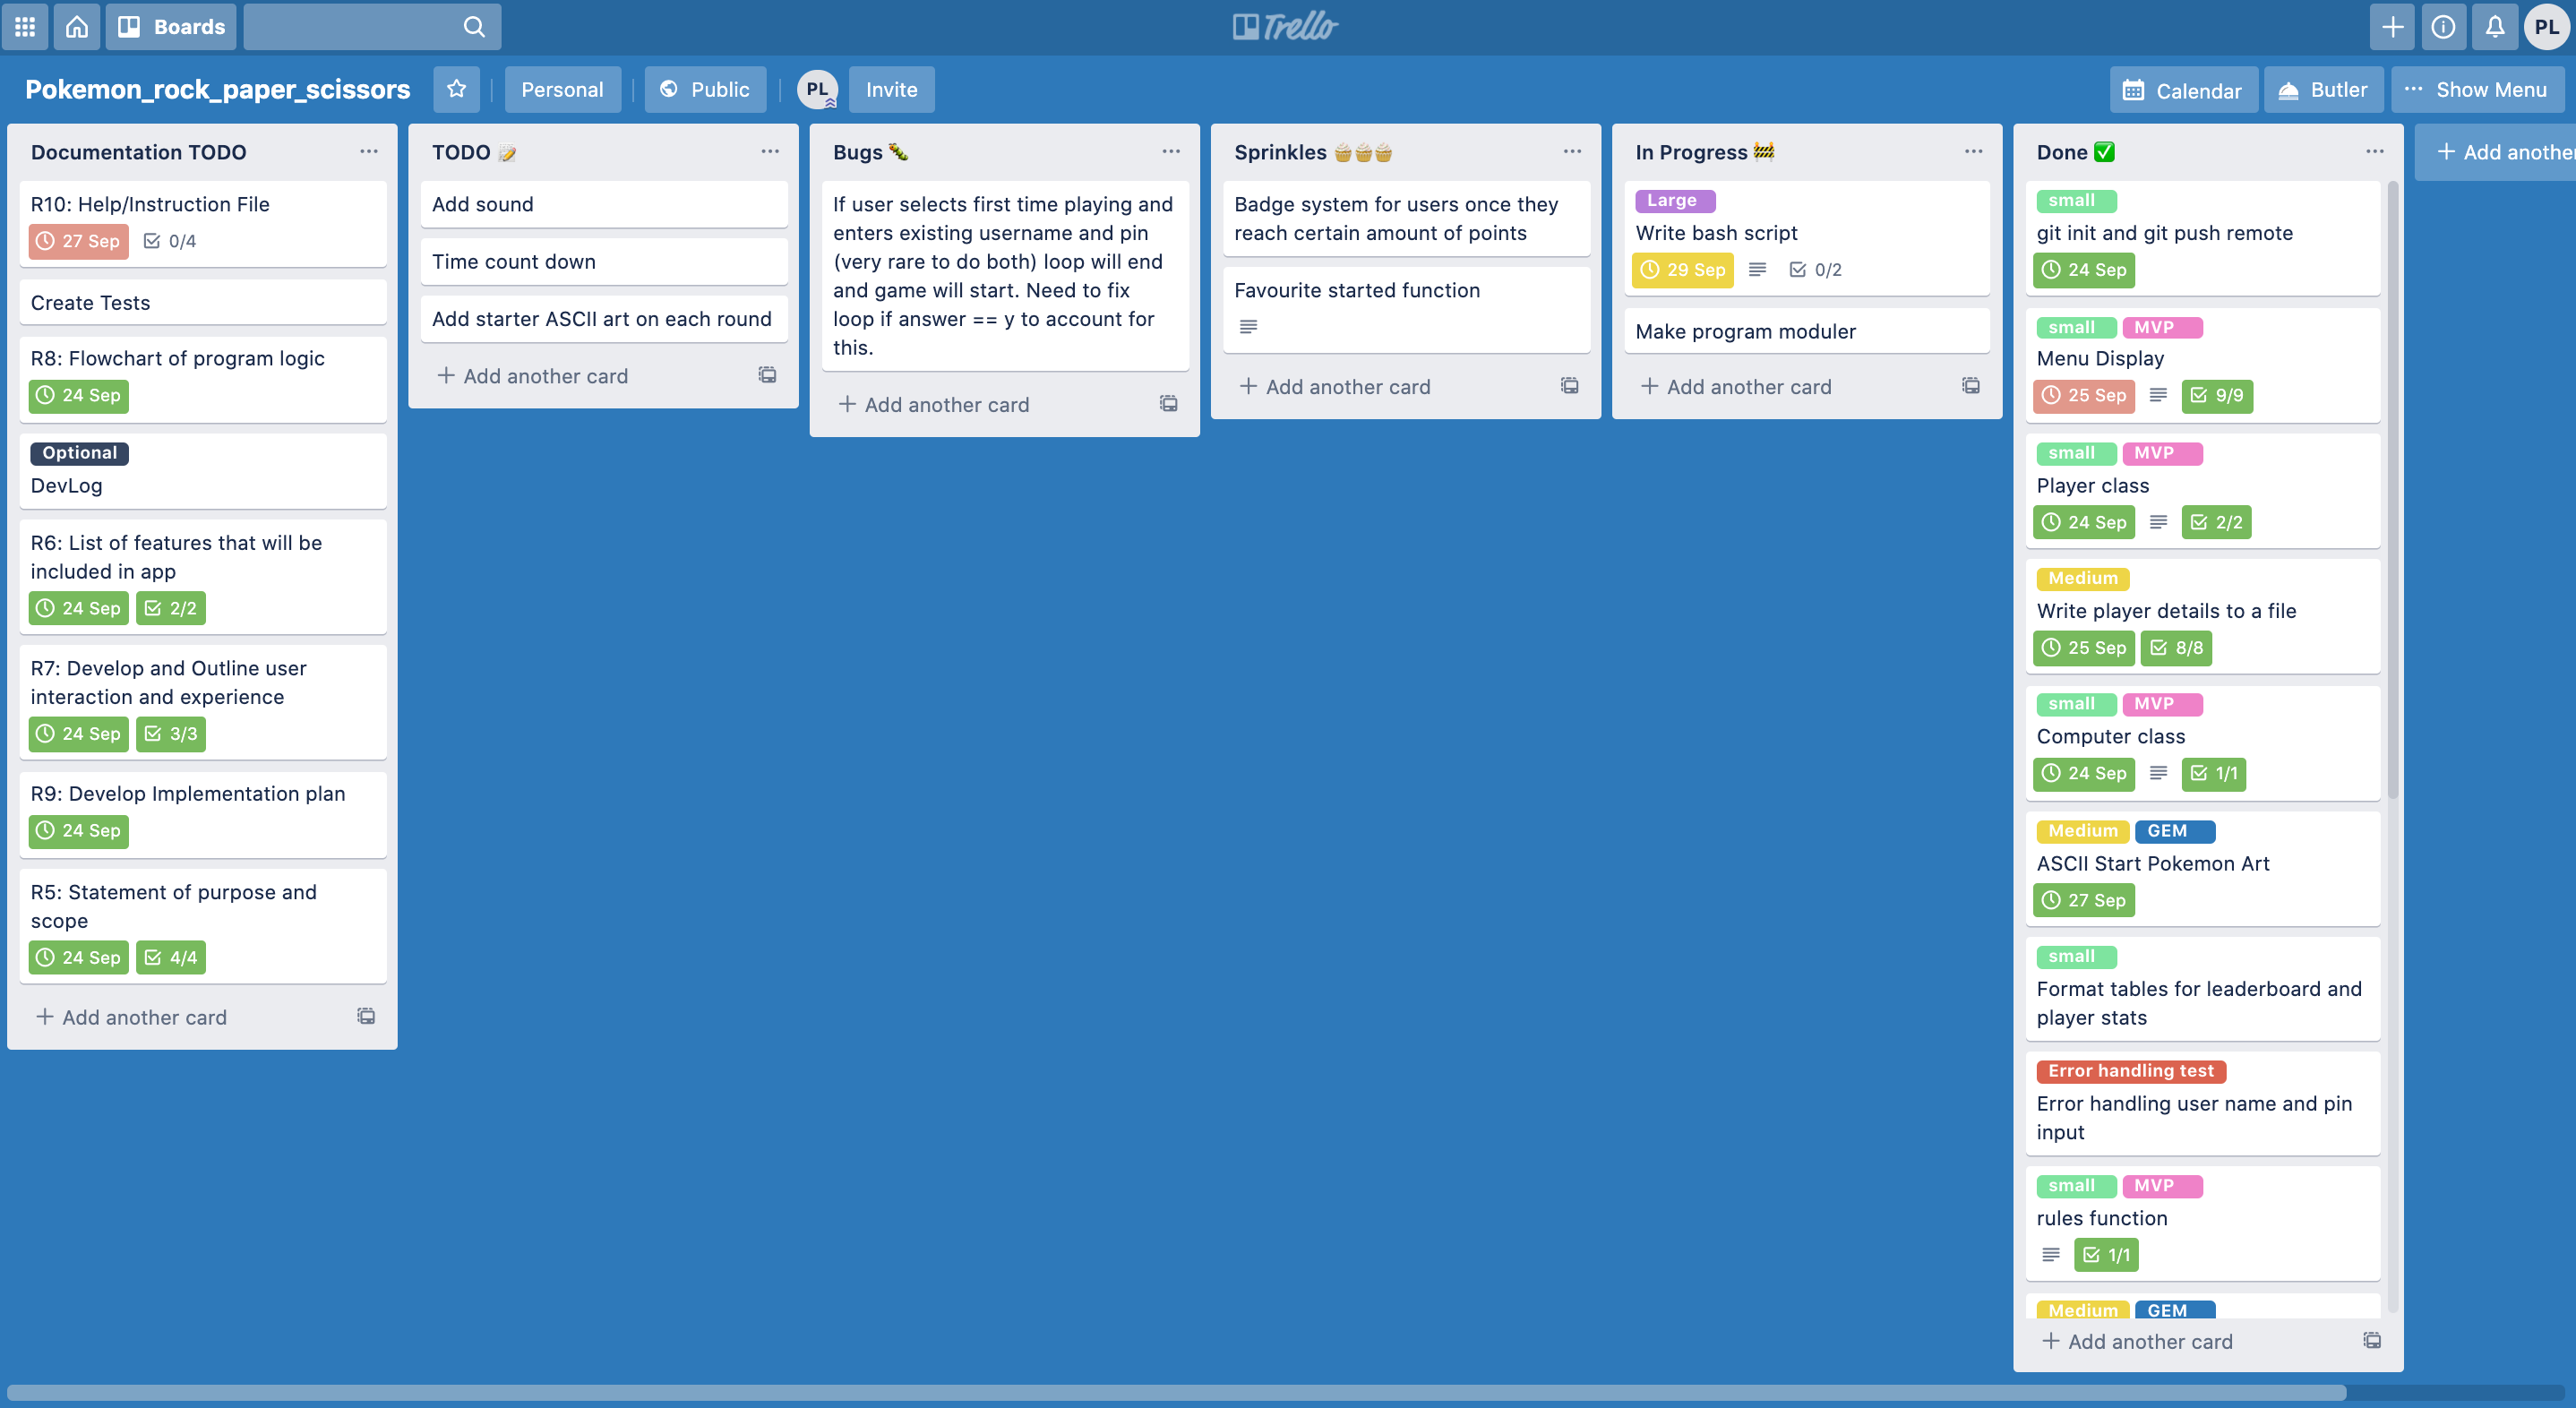 Boards
Trello
PL
Pokemon_rock_paper_scissors
Personal
Public
PL
Invite
Calendar
Butler
Show Menu
Documentation TODO
R10: Help/Instruction File
27 Sep 0/4
Create Tests
R8: Flowchart of program logic
24 Sep
Optional
DevLog
R6: List of features that will be
included in app
24 Sep 2/2
R7: Develop and Outline user
interaction and experience
24 Sep 3/3
R9: Develop Implementation plan
24 Sep
R5: Statement of purpose and
scope
24 Sep 4/4
Add another card
TODO
Add sound
Time count down
Add starter ASCII art on each round
Add another card
Bugs
If user selects first time playing and
enters existing username and pin
(very rare to do both) loop will end
and game will start. Need to fix
loop if answer == y to account for
this.
Add another card
Sprinkles
Badge system for users once they
reach certain amount of points
Favourite started function
Add another card
In Progress
Large
Write bash script
29 Sep 0/2
Make program moduler
Add another card
Done
small
git init and git push remote
24 Sep
small MVP
Menu Display
25 Sep 9/9
small MVP
Player class
24 Sep 2/2
Medium
Write player details to a file
25 Sep 8/8
small MVP
Computer class
24 Sep 1/1
Medium GEM
ASCII Start Pokemon Art
27 Sep
small
Format tables for leaderboard and
player stats
Error handling test
Error handling user name and pin
input
small MVP
rules function
1/1
Medium GEM
Add another card
Add another